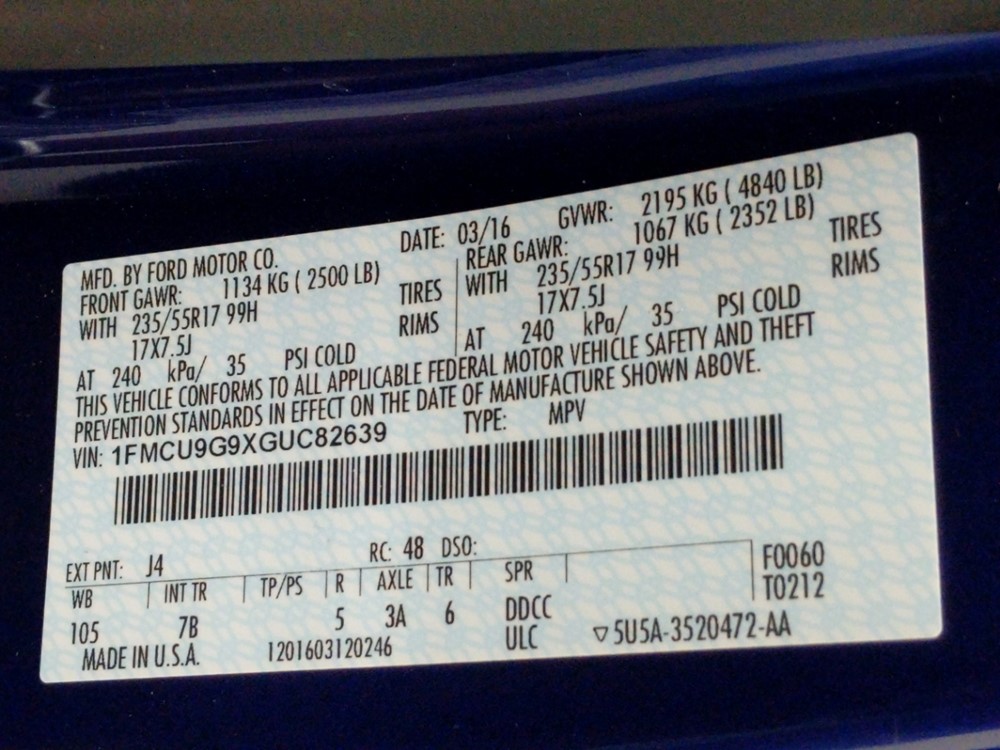 MFD. BY FORD MOTOR CO. DATE: 03/16 GVWR: 2195 KG ( 4840 LB)
FRONT GAWR: 1134 KG ( 2500 LB) REAR GAWR: 1067 KG ( 2352 LB)
WITH 235/55R17 99H TIRES WITH 235/55R17 99H TIRES
17X7.5J RIMS 17X7.5J RIMS
AT 240 kPa/ 35 PSI COLD AT 240 kPa/ 35 PSI COLD
THIS VEHICLE CONFORMS TO ALL APPLICABLE FEDERAL MOTOR VEHICLE SAFETY AND THEFT
PREVENTION STANDARDS IN EFFECT ON THE DATE OF MANUFACTURE SHOWN ABOVE.
VIN: 1FMCU9G9XGUC82639 TYPE: MPV
EXT PNT: J4 RC: 48 DSO: F0060
WB INT TR TP/PS R AXLE TR SPR T0212
105 7B 5 3A 6 DDCC
MADE IN U.S.A. 1201603120246 ULC ▽5U5A-3520472-AA